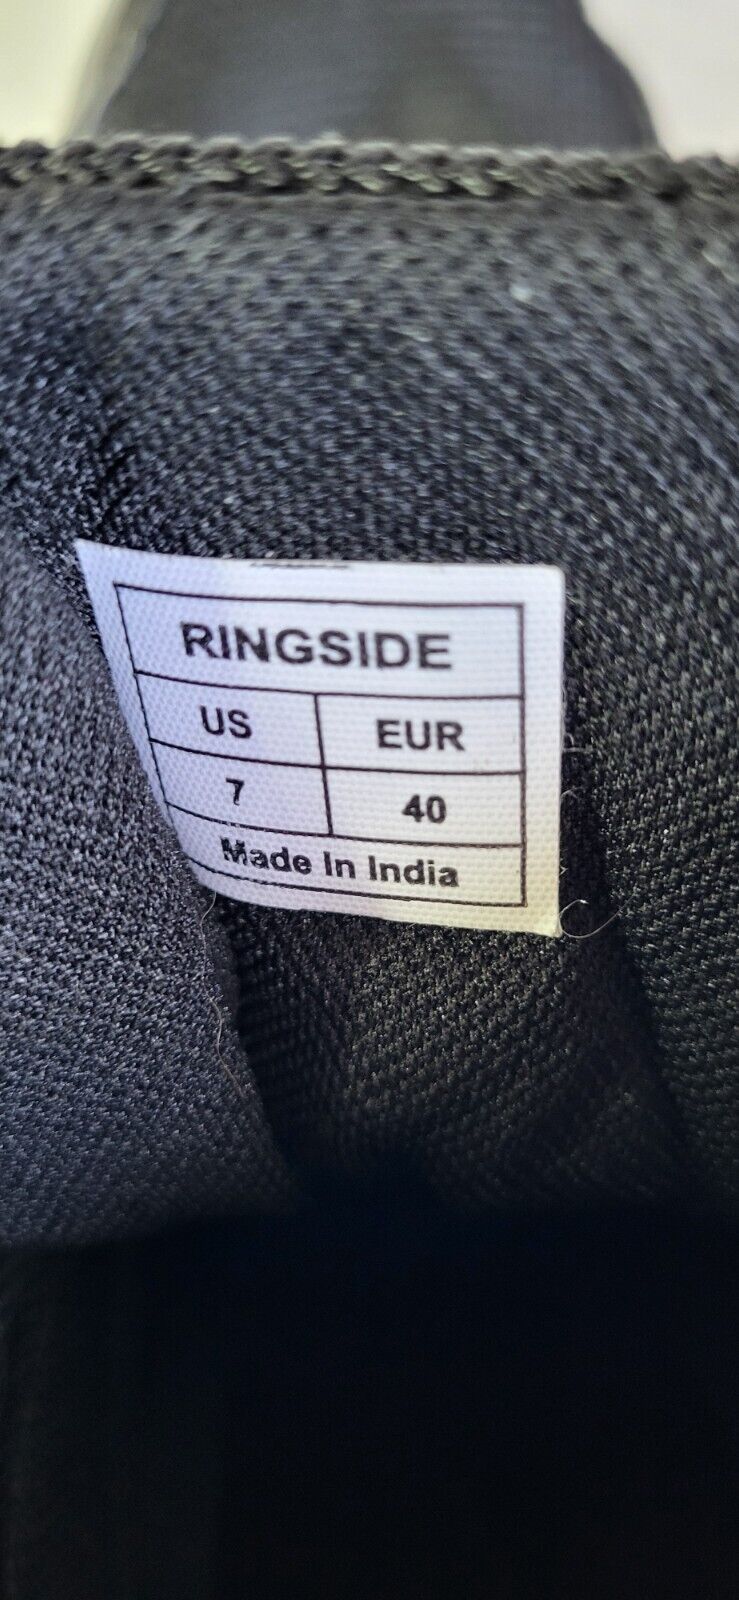 RINGSIDE
US EUR
7 40
Made In India